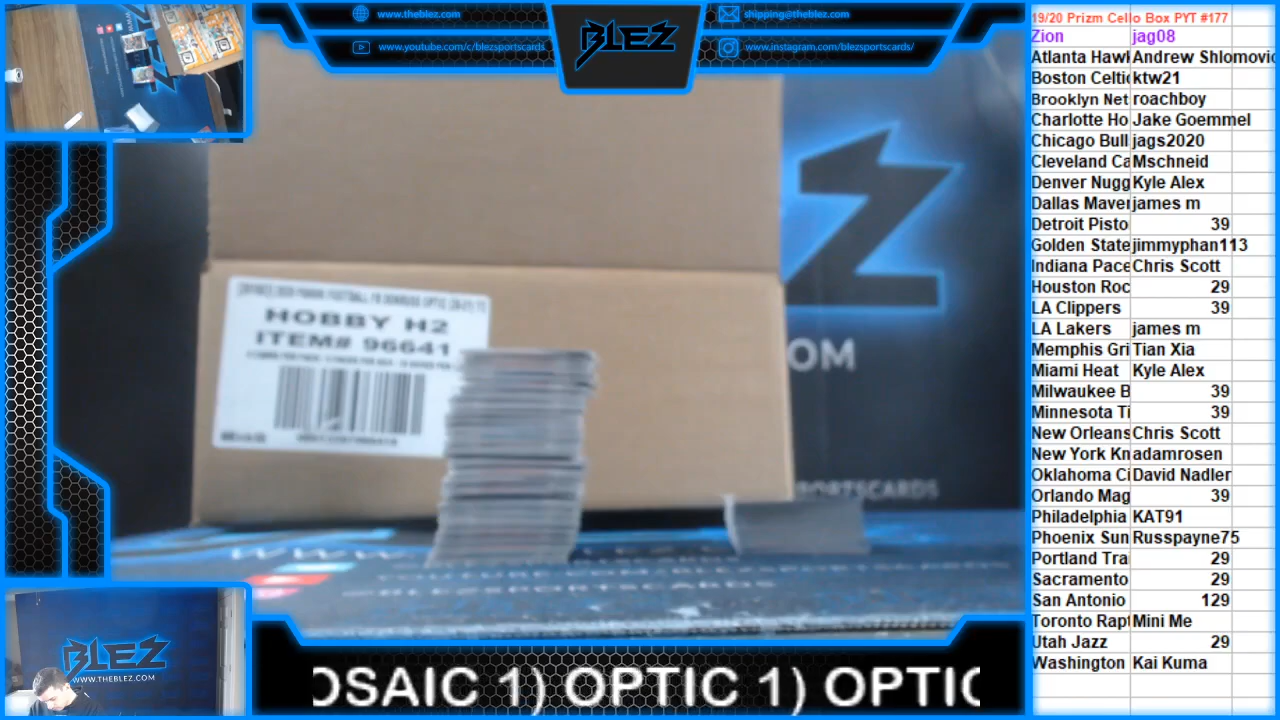 www.theblez.com
shipping@theblez.com
www.youtube.com/c/blezsportscards
www.instagram.com/blezsportscards/
BLEZ
HOBBY H2
ITEM# 96641
.COM
SPORTSCARDS
BLEZ
WWW.THEBLEZ.COM
OSAIC 1) OPTIC 1) OPTIC
19/20 Prizm Cello Box PYT #177
Zion jag08
Atlanta Hawk Andrew Shlomovic
Boston Celtic ktw21
Brooklyn Net roachboy
Charlotte Ho Jake Goemmel
Chicago Bull jags2020
Cleveland Ca Mschneid
Denver Nugg Kyle Alex
Dallas Maver james m
Detroit Pisto 39
Golden State jimmyphan113
Indiana Pace Chris Scott
Houston Roc 29
LA Clippers 39
LA Lakers james m
Memphis Gri Tian Xia
Miami Heat Kyle Alex
Milwaukee B 39
Minnesota Ti 39
New Orleans Chris Scott
New York Kn adamrosen
Oklahoma Ci David Nadler
Orlando Mag 39
Philadelphia KAT91
Phoenix Sun Russpayne75
Portland Tra 29
Sacramento 29
San Antonio 129
Toronto Rapt Mini Me
Utah Jazz 29
Washington Kai Kuma